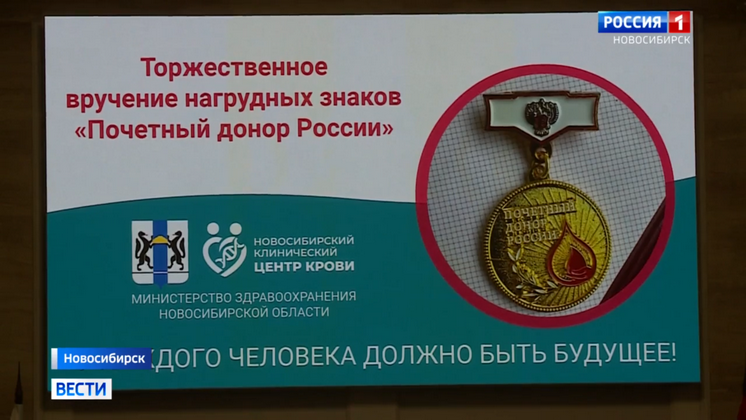 РОССИЯ 1
НОВОСИБИРСК
Торжественное
вручение нагрудных знаков
«Почетный донор России»
ПОЧЕТНЫЙ
ДОНОР
РОССИИ
НОВОСИБИРСКИЙ
КЛИНИЧЕСКИЙ
ЦЕНТР КРОВИ
МИНИСТЕРСТВО ЗДРАВООХРАНЕНИЯ
НОВОСИБИРСКОЙ ОБЛАСТИ
ЧЕЛОВЕКА ДОЛЖНО БЫТЬ БУДУЩЕЕ!
Новосибирск
ВЕСТИ